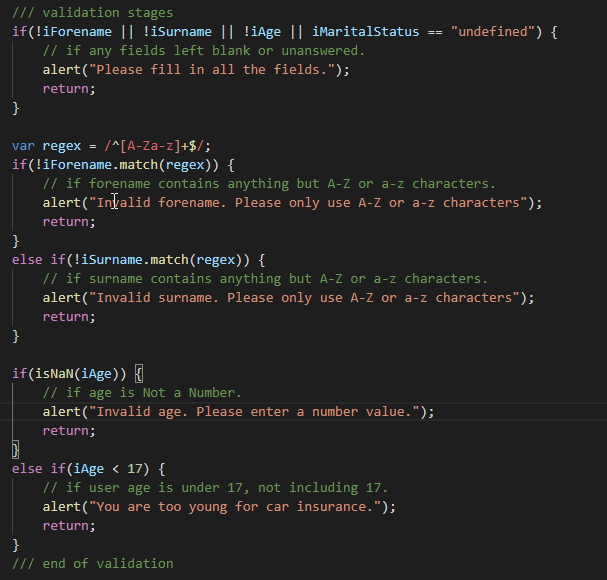 /// validation stages
if(!iForename || !iSurname || !iAge || iMaritalStatus == "undefined") {
// if any fields left blank or unanswered.
alert("Please fill in all the fields.");
return;
}
var regex = /^[A-Za-z]+$/;
if(!iForename.match(regex)) {
// if forename contains anything but A-Z or a-z characters.
alert("Invalid forename. Please only use A-Z or a-z characters");
return;
}
else if(!iSurname.match(regex)) {
// if surname contains anything but A-Z or a-z characters.
alert("Invalid surname. Please only use A-Z or a-z characters");
return;
}
if(isNaN(iAge)) {
// if age is Not a Number.
alert("Invalid age. Please enter a number value.");
return;
}
else if(iAge < 17) {
// if user age is under 17, not including 17.
alert("You are too young for car insurance.");
return;
}
/// end of validation